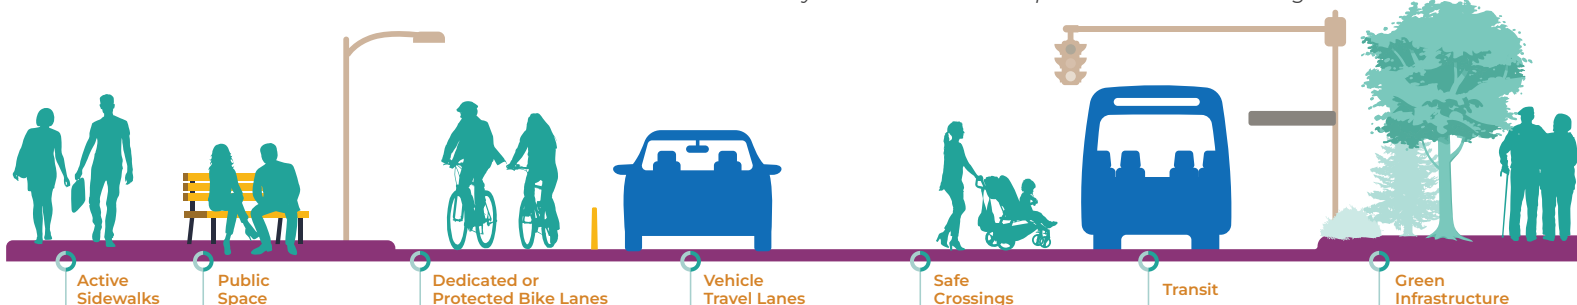 Active
Sidewalks
Public
Space
Dedicated or
Protected Bike Lanes
Vehicle
Travel Lanes
Safe
Crossings
Transit
Green
Infrastructure